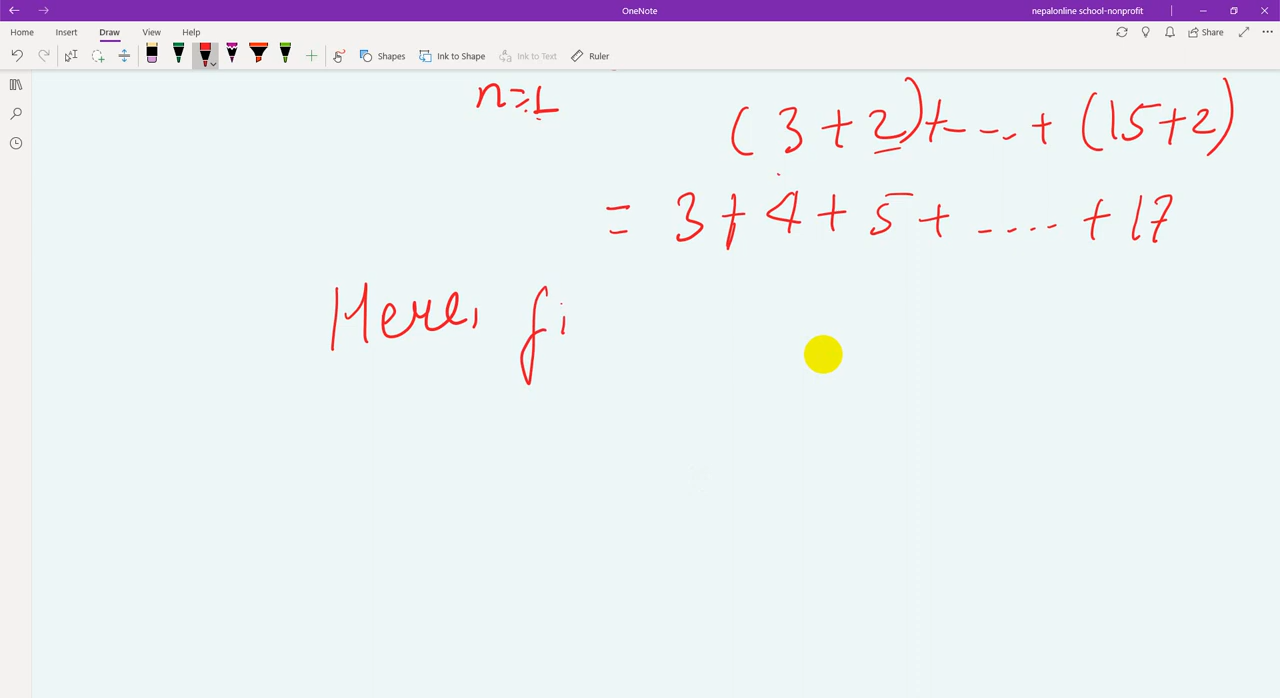 OneNote
nepalonline school-nonprofit
Home Insert Draw View Help
Share
Shapes Ink to Shape Ink to Text Ruler
n=1
(3+2)+ - .. + (15+2)
= 3+4+5+ ..... +17
Here, fi